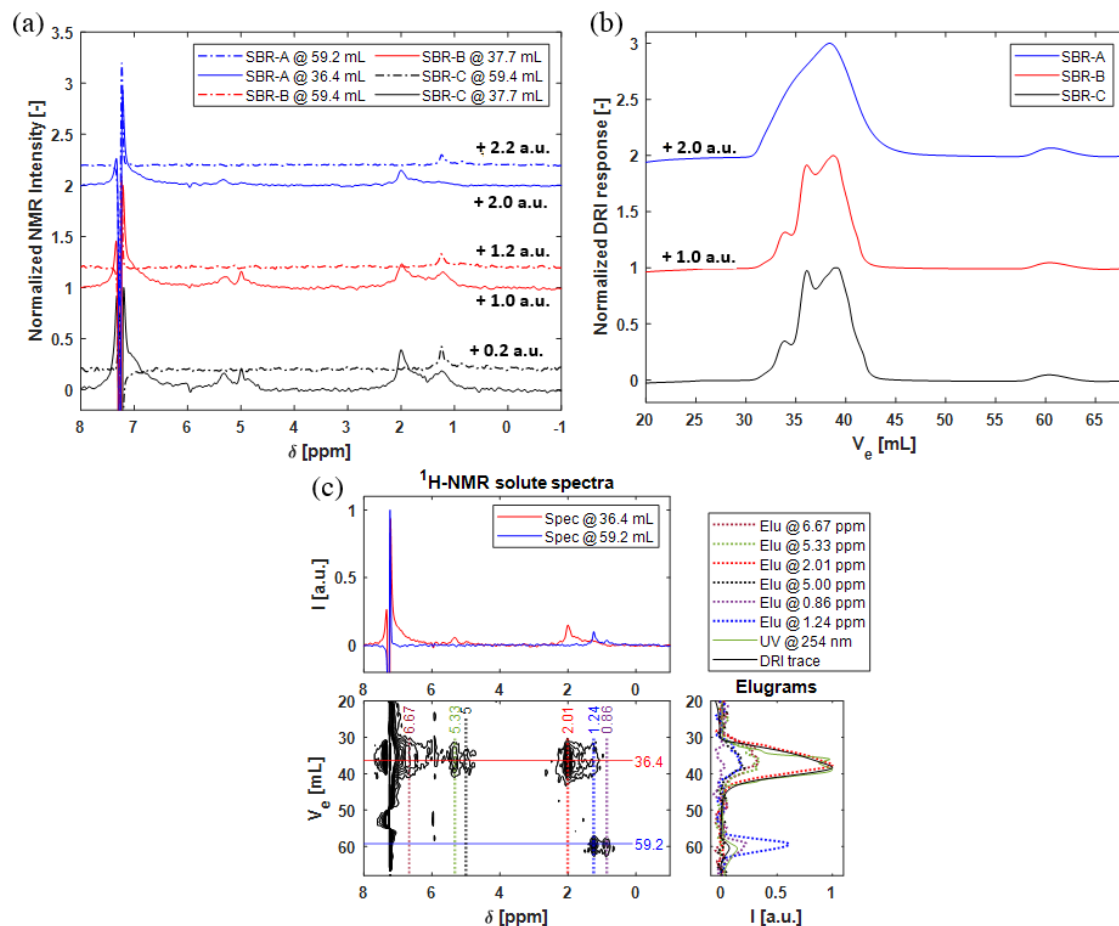 (a)
3.5
3
2.5
2
1.5
1
0.5
0
Normalized NMR Intensity [-]
SBR-A @ 59.2 mL
SBR-A @ 36.4 mL
SBR-B @ 59.4 mL
SBR-B @ 37.7 mL
SBR-C @ 59.4 mL
SBR-C @ 37.7 mL
+ 2.2 a.u.
+ 2.0 a.u.
+ 1.2 a.u.
+ 1.0 a.u.
+ 0.2 a.u.
8 7 6 5 4 3 2 1 0 -1
δ [ppm]
(b)
3
2.5
2
1.5
1
0.5
0
Normalized DRI response [-]
SBR-A
SBR-B
SBR-C
+ 2.0 a.u.
+ 1.0 a.u.
20 25 30 35 40 45 50 55 60 65
Ve [mL]
(c)
1H-NMR solute spectra
1
0.5
0
I [a.u.]
Spec @ 36.4 mL
Spec @ 59.2 mL
8 6 4 2 0
Elu @ 6.67 ppm
Elu @ 5.33 ppm
Elu @ 2.01 ppm
Elu @ 5.00 ppm
Elu @ 0.86 ppm
Elu @ 1.24 ppm
UV @ 254 nm
DRI trace
20
30
40
50
60
Ve [mL]
6.67
5.33
5
2.01
1.24
0.86
36.4
59.2
8 6 4 2 0
δ [ppm]
Elugrams
20
30
40
50
60
0 0.5 1
I [a.u.]